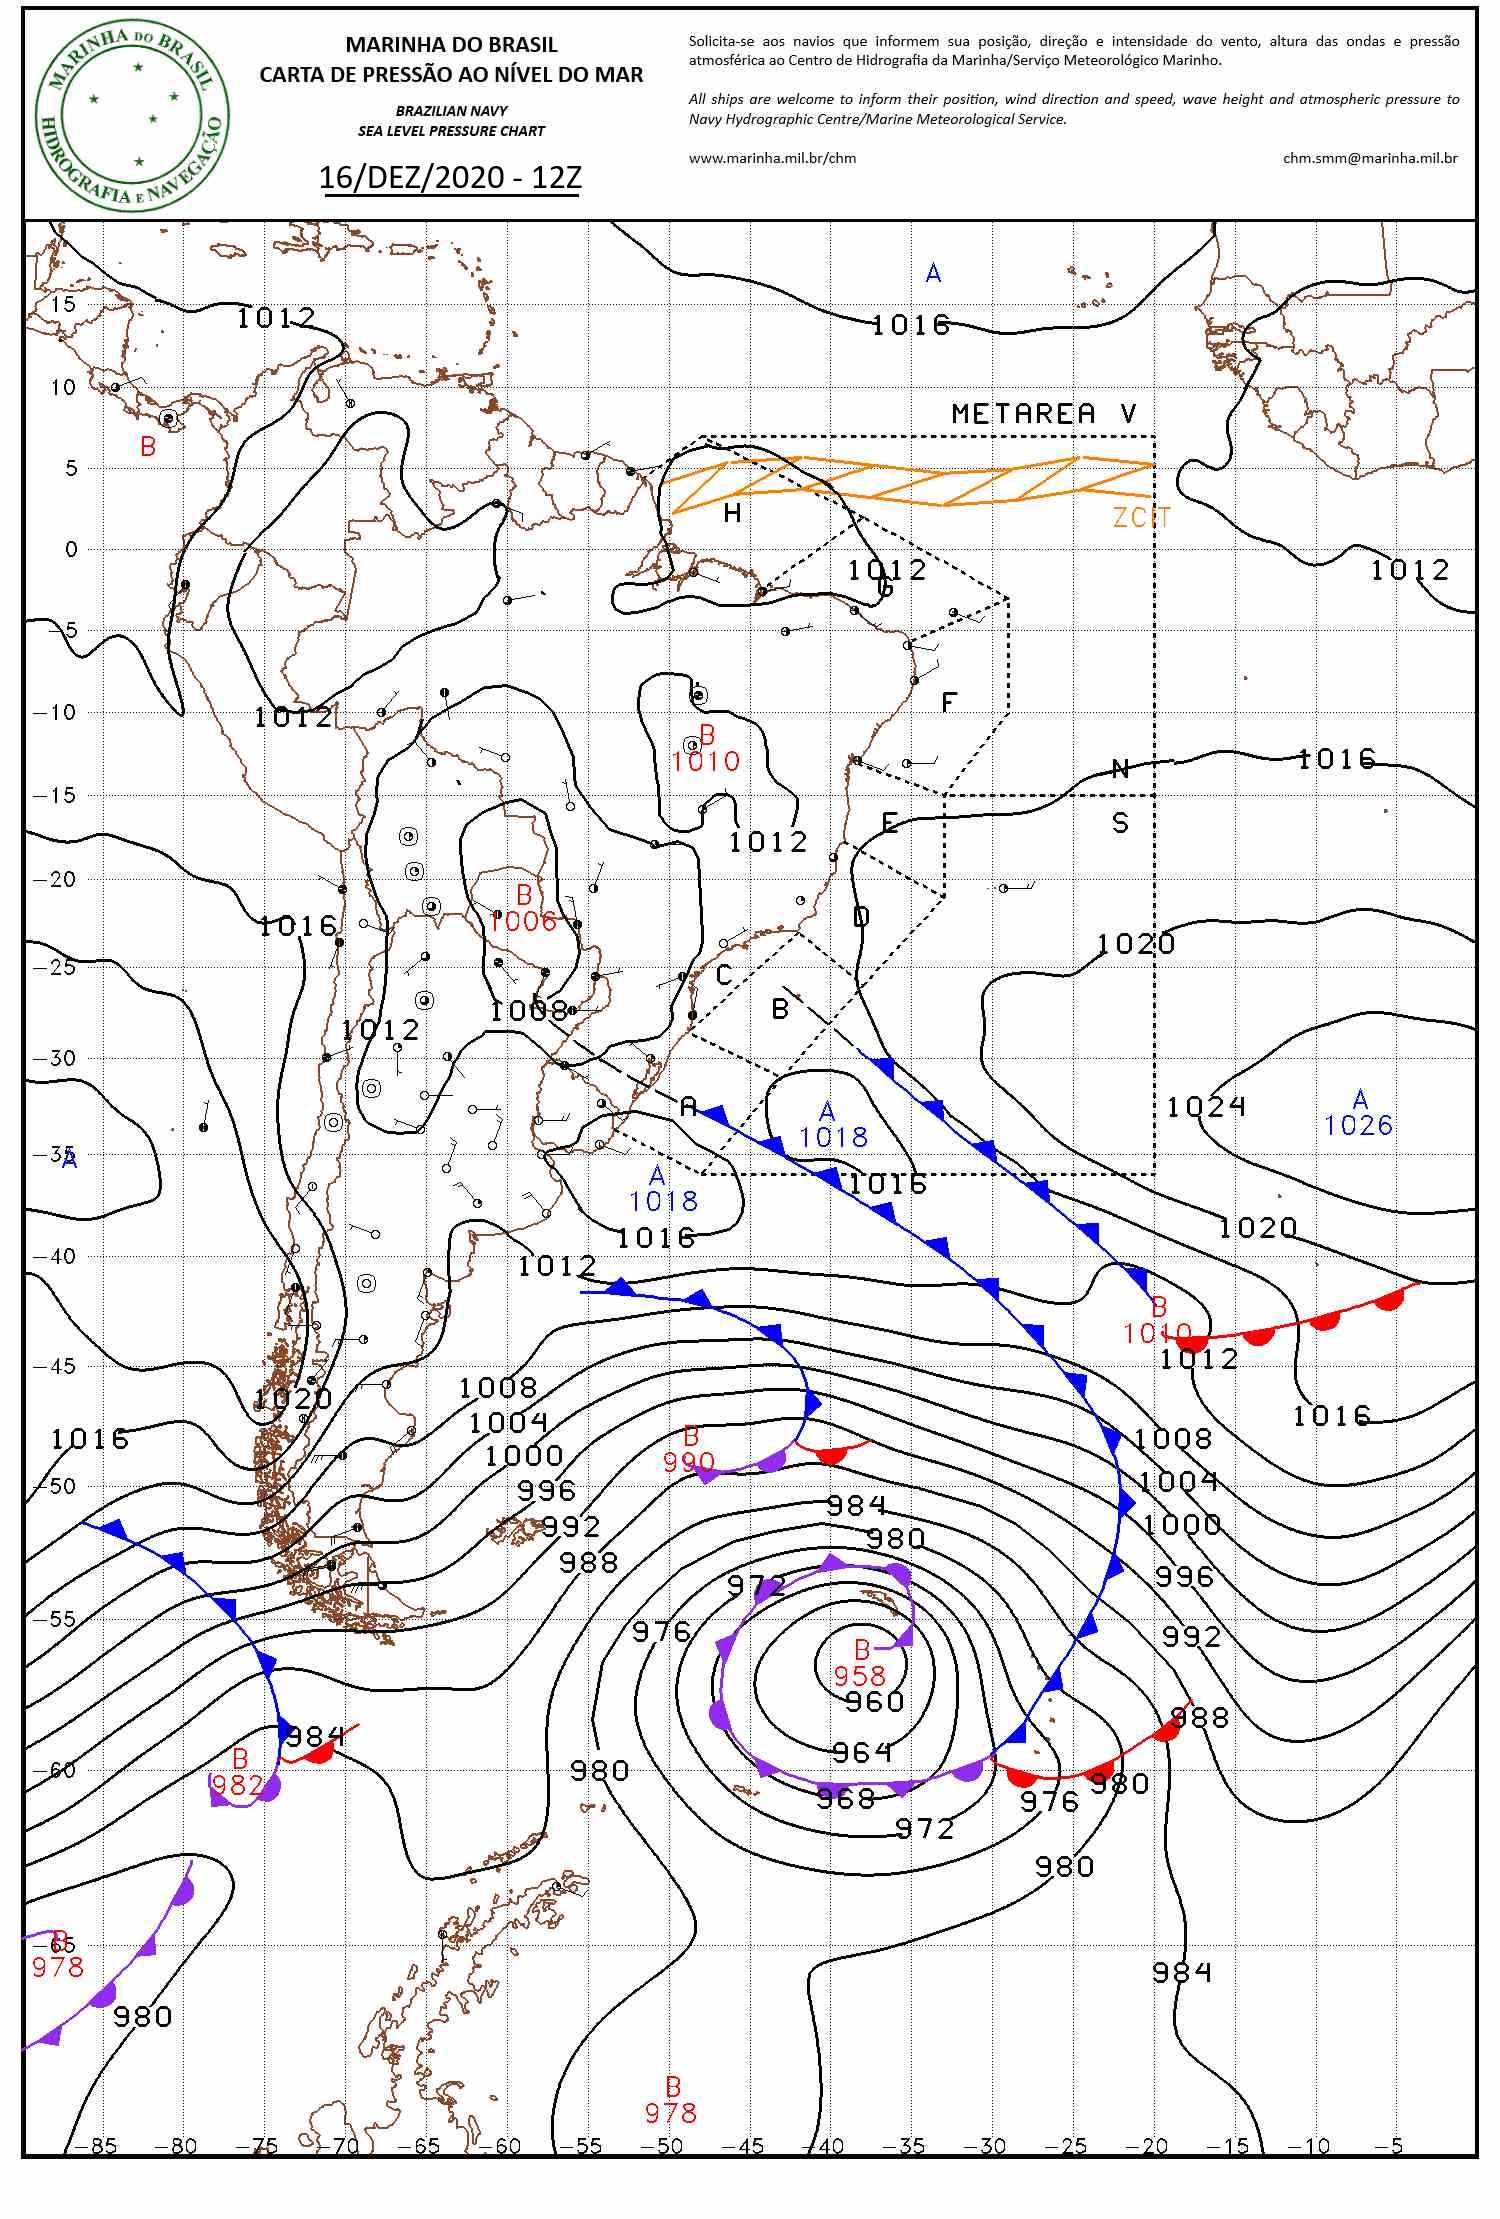 MARINHA DO BRASIL
HIDROGRAFIA E NAVEGAÇÃO
MARINHA DO BRASIL
CARTA DE PRESSÃO AO NÍVEL DO MAR
BRAZILIAN NAVY
SEA LEVEL PRESSURE CHART
16/DEZ/2020 - 12Z
Solicita-se aos navios que informem sua posição, direção e intensidade do vento, altura das ondas e pressão
atmosférica ao Centro de Hidrografia da Marinha/Serviço Meteorológico Marinho.
All ships are welcome to inform their position, wind direction and speed, wave height and atmospheric pressure to
Navy Hydrographic Centre/Marine Meteorological Service.
www.marinha.mil.br/chm chm.smm@marinha.mil.br
A
15
1012
1016
10
METAREA V
B
5
H
ZCIT
0
1012
1012
G
-5
F
-10
1012
B
1010
1016
N
-15
E
S
1012
-20
B
1006
D
1016
1020
-25
C
B
1008
1012
-30
A
1024
A
1026
A
1018
-35
A
A
1018
1016
1016
1020
-40
1012
B
1010
1012
-45
1008
1020
1016
1004
1016
B
990
1008
1000
-50
996
1004
984
992
1000
980
988
972
996
-55
976
992
B
958
960
988
984
964
B
982
-60
980
980
968
976
972
980
B
978
-65
984
980
B
978
-85 -80 -75 -70 -65 -60 -55 -50 -45 -40 -35 -30 -25 -20 -15 -10 -5